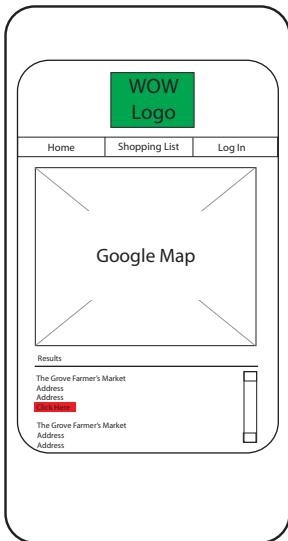 WOW
Logo
Home Shopping List Log In
Google Map
Results
The Grove Farmer's Market
Address
Address
Click Here
The Grove Farmer's Market
Address
Address